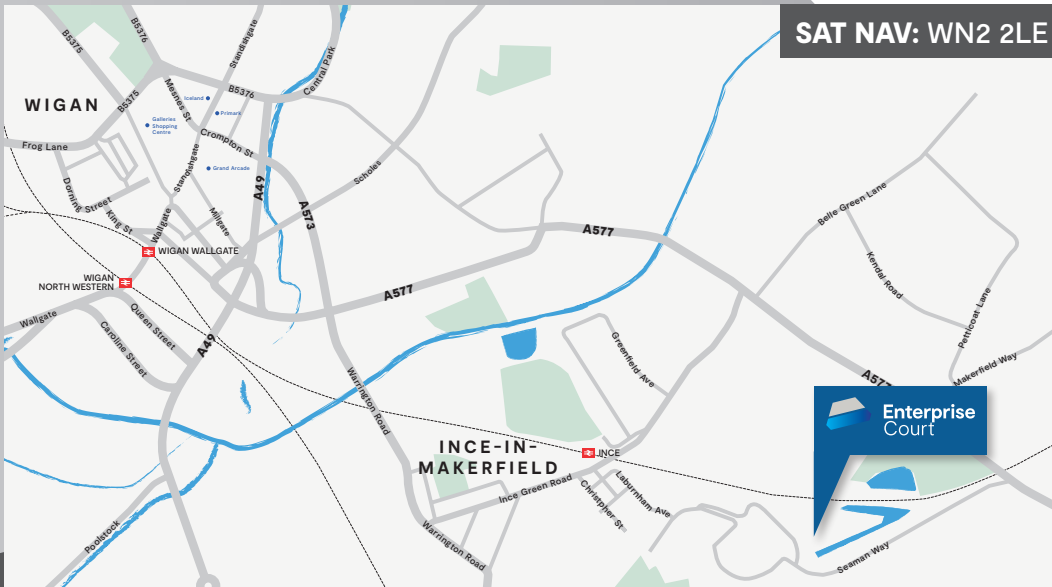 SAT NAV: WN2 2LE
B5375
B5376
Standishgate
Central Park
WIGAN
B5375
Mesnes St
B5376
Iceland
Primark
Galleries
Shopping
Centre
Crompton St
Frog Lane
Grand Arcade
Scholes
Standishgate
A49
Dorning Street
King St
Wallgate
Millgate
A573
Belle Green Lane
A577
WIGAN WALLGATE
Kendal Road
WIGAN
NORTH WESTERN
A577
Petticoat Lane
Wallgate
Queen Street
Caroline Street
A49
Greenfield Ave
Makerfield Way
A577
Warrington Road
Enterprise
Court
INCE-IN-
MAKERFIELD
INCE
Ince Green Road
Christpher St
Laburnham Ave
Warrington Road
Poolstock
Seaman Way